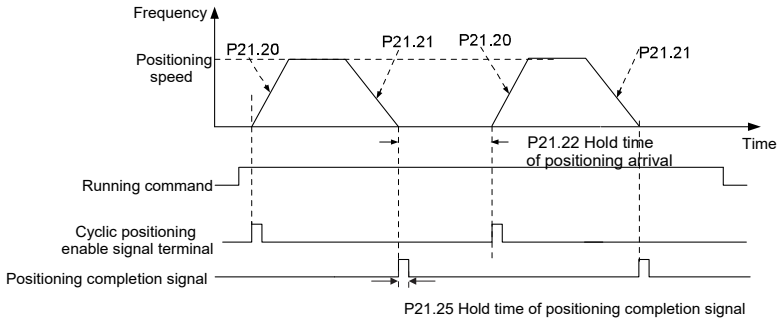 Frequency
P21.20
P21.21
P21.20
P21.21
Positioning
speed
Time
P21.22 Hold time
of positioning arrival
Running command
Cyclic positioning
enable signal terminal
Positioning completion signal
P21.25 Hold time of positioning completion signal